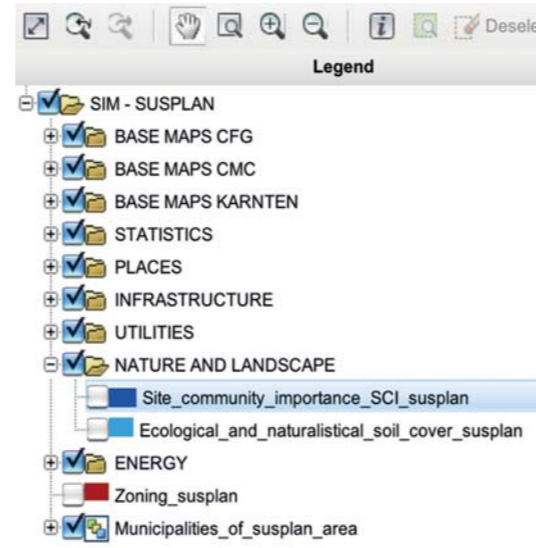 Desele
Legend
SIM - SUSPLAN
BASE MAPS CFG
BASE MAPS CMC
BASE MAPS KARNTEN
STATISTICS
PLACES
INFRASTRUCTURE
UTILITIES
NATURE AND LANDSCAPE
Site_community_importance_SCI_susplan
Ecological_and_naturalistical_soil_cover_susplan
ENERGY
Zoning_susplan
Municipalities_of_susplan_area